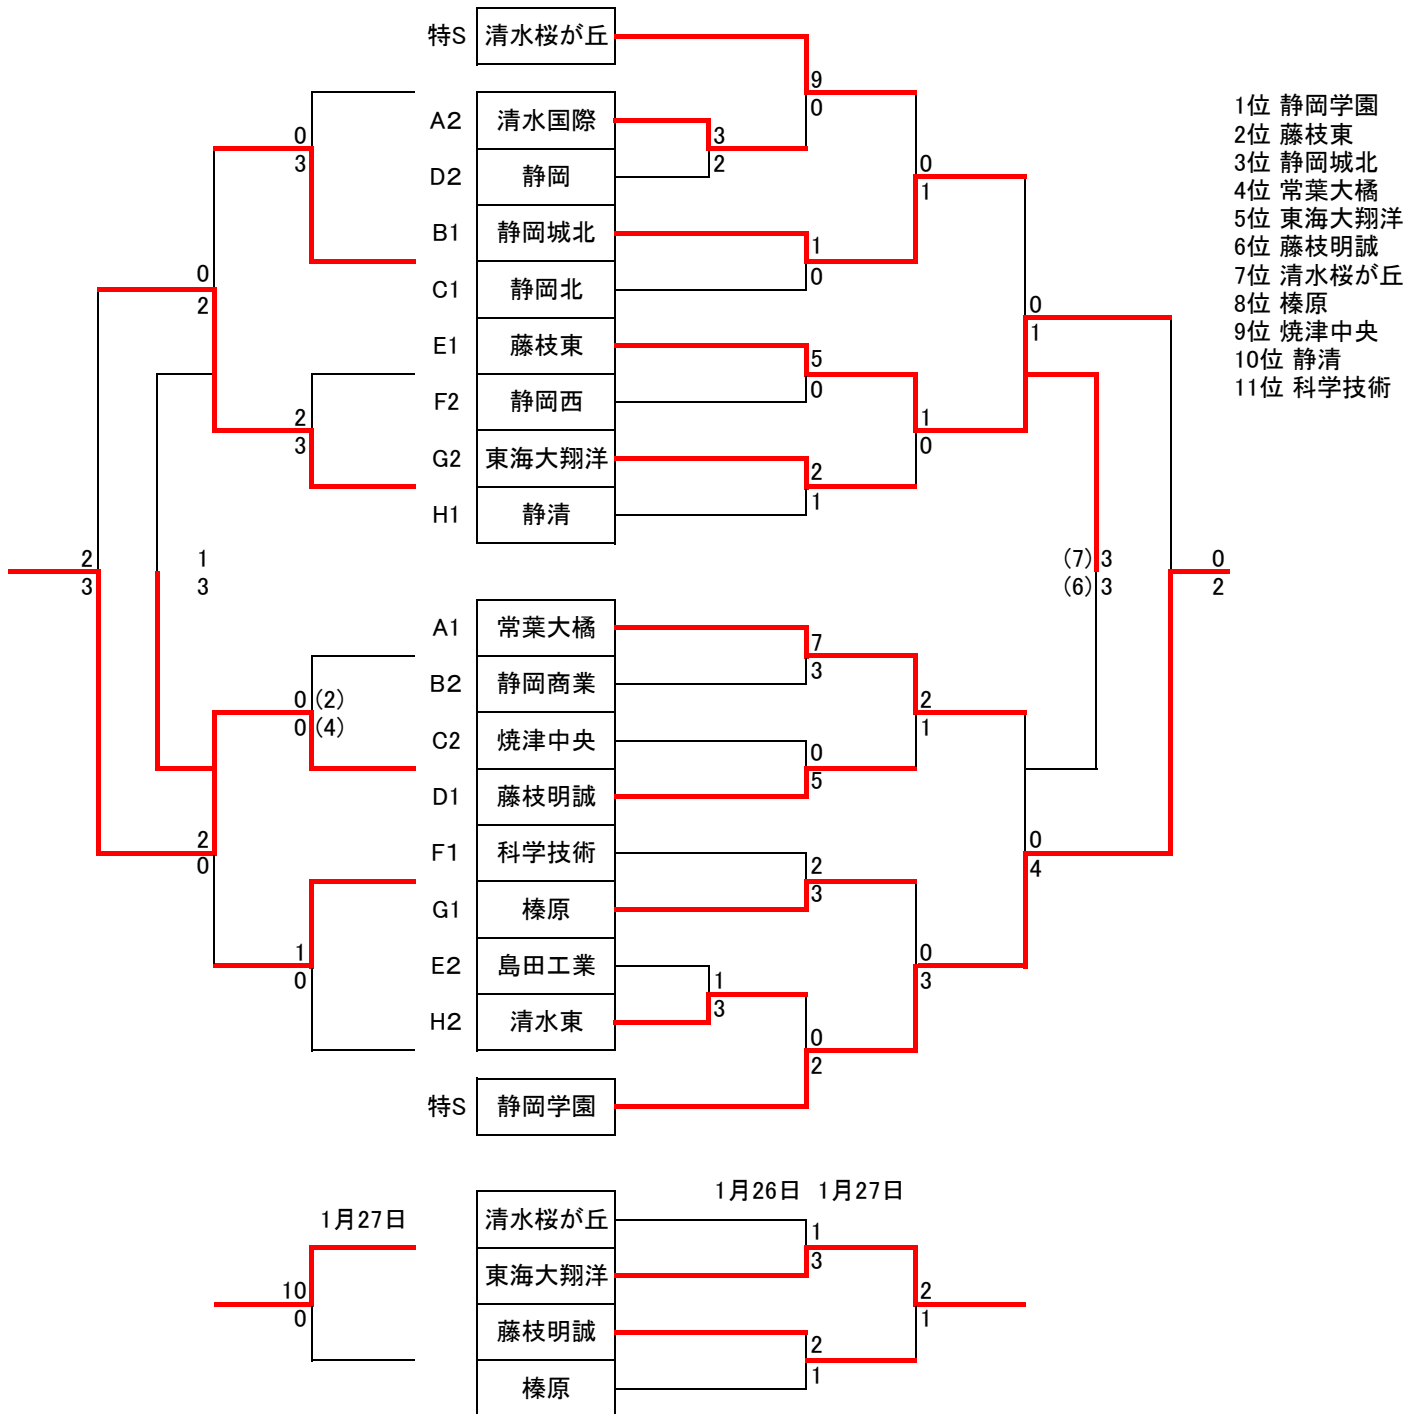 特S 清水桜が丘
9
0
A2 清水国際
3
2
D2 静岡
B1 静岡城北
1
0
C1 静岡北
E1 藤枝東
5
0
F2 静岡西
G2 東海大翔洋
2
1
H1 静清
0
3
0
2
2
3
2
3
1
3
0
1
1
0
0
1
(7) 3
(6) 3
0
2
1位 静岡学園
2位 藤枝東
3位 静岡城北
4位 常葉大橘
5位 東海大翔洋
6位 藤枝明誠
7位 清水桜が丘
8位 榛原
9位 焼津中央
10位 静清
11位 科学技術
A1 常葉大橘
7
3
B2 静岡商業
C2 焼津中央
0
5
D1 藤枝明誠
F1 科学技術
2
3
G1 榛原
E2 島田工業
1
3
H2 清水東
0
2
特S 静岡学園
0 (2)
0 (4)
2
0
1
0
2
1
0
4
0
3
1月26日 1月27日
1月27日
清水桜が丘
1
3
東海大翔洋
10
0
2
1
藤枝明誠
2
1
榛原